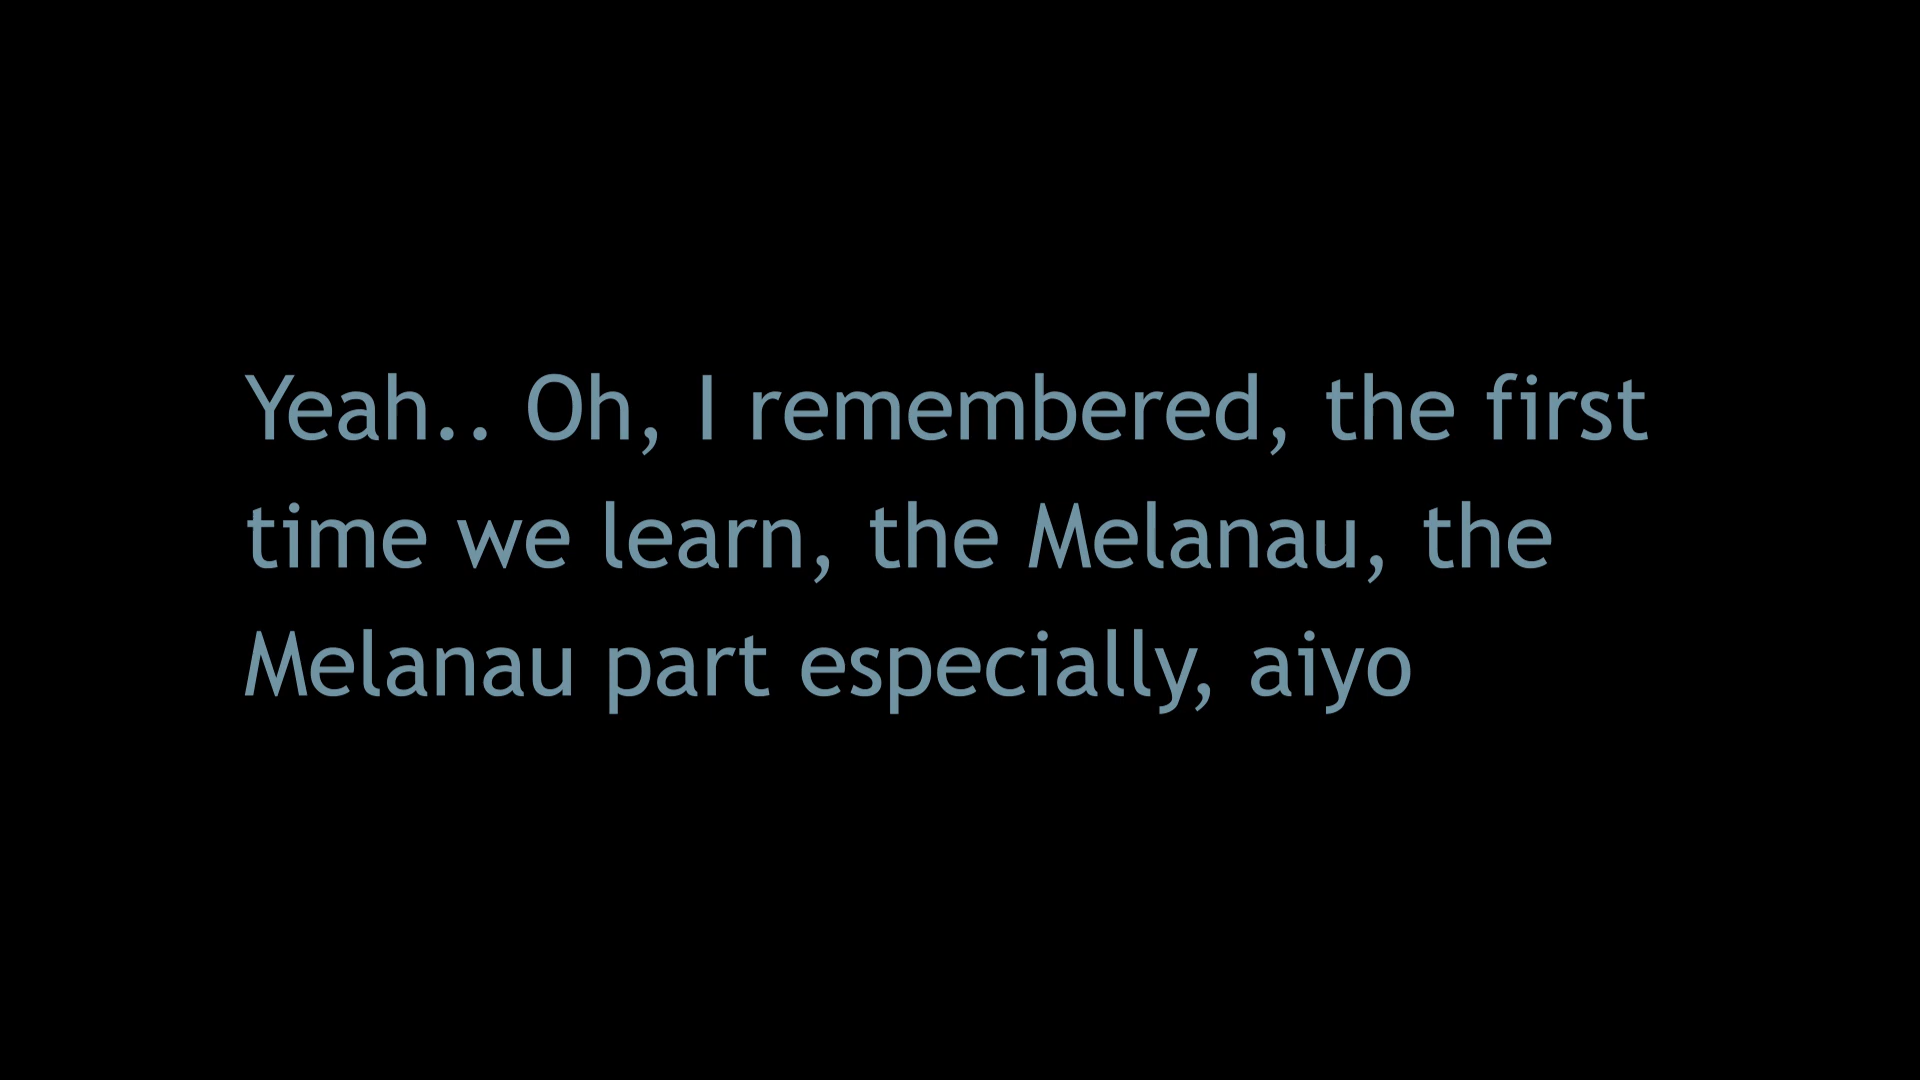 Yeah.. Oh, I remembered, the first
time we learn, the Melanau, the
Melanau part especially, aiyo